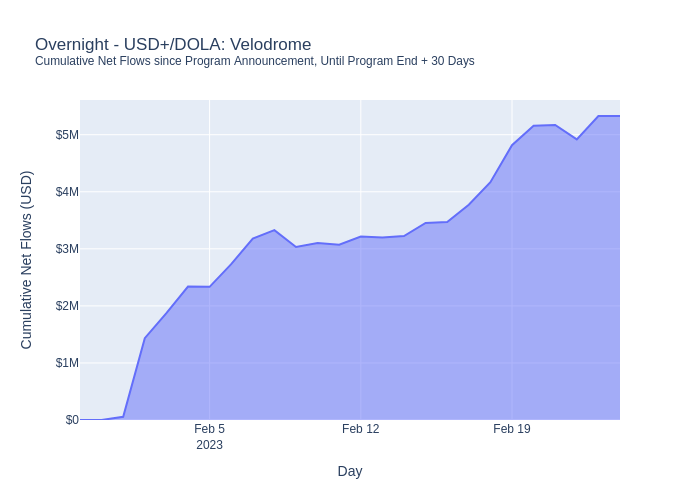 Overnight - USD+/DOLA: Velodrome
Cumulative Net Flows since Program Announcement, Until Program End + 30 Days
Cumulative Net Flows (USD)
$5M
$4M
$3M
$2M
$1M
$0
Feb 5
2023
Feb 12
Feb 19
Day